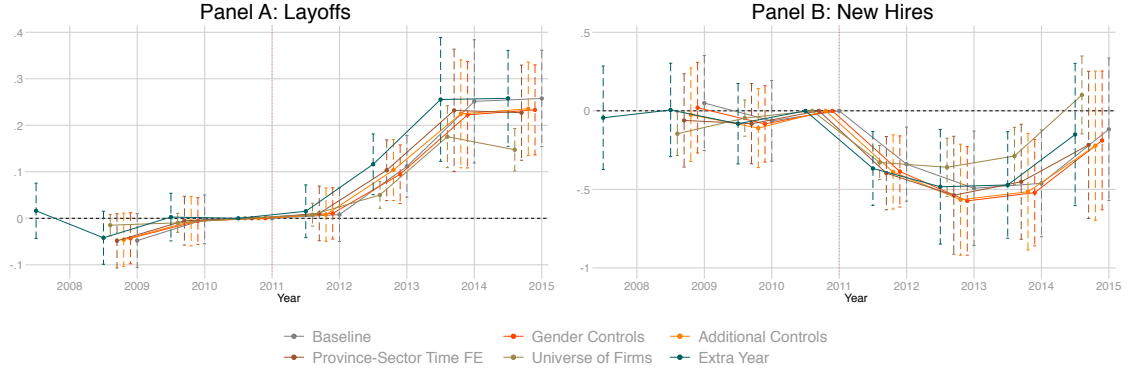 Panel A: Layoffs
.4
.3
.2
.1
0
-.1
2008 2009 2010 2011 2012 2013 2014 2015
Year
Panel B: New Hires
.5
0
-.5
-1
2008 2009 2010 2011 2012 2013 2014 2015
Year
Baseline Gender Controls Additional Controls
Province-Sector Time FE Universe of Firms Extra Year